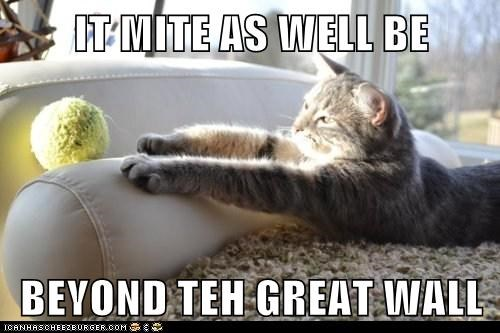 IT MITE AS WELL BE
BEYOND TEH GREAT WALL
ICANHASCHEEZBURGER.COM